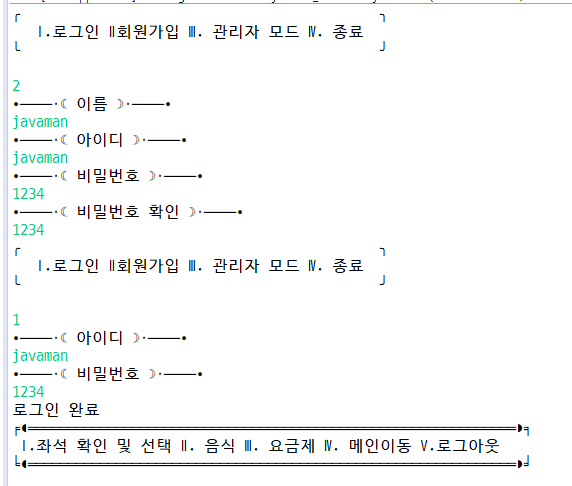 Ⅰ.로그인 Ⅱ회원가입 Ⅲ. 관리자 모드 Ⅳ. 종료
2
•────·☾ 이름 ☽·────•
javaman
•────·☾ 아이디 ☽·────•
javaman
•────·☾ 비밀번호 ☽·────•
1234
•────·☾ 비밀번호 확인 ☽·────•
1234
Ⅰ.로그인 Ⅱ회원가입 Ⅲ. 관리자 모드 Ⅳ. 종료
1
•────·☾ 아이디 ☽·────•
javaman
•────·☾ 비밀번호 ☽·────•
1234
로그인 완료
Ⅰ.좌석 확인 및 선택 Ⅱ. 음식 Ⅲ. 요금제 Ⅳ. 메인이동 Ⅴ.로그아웃